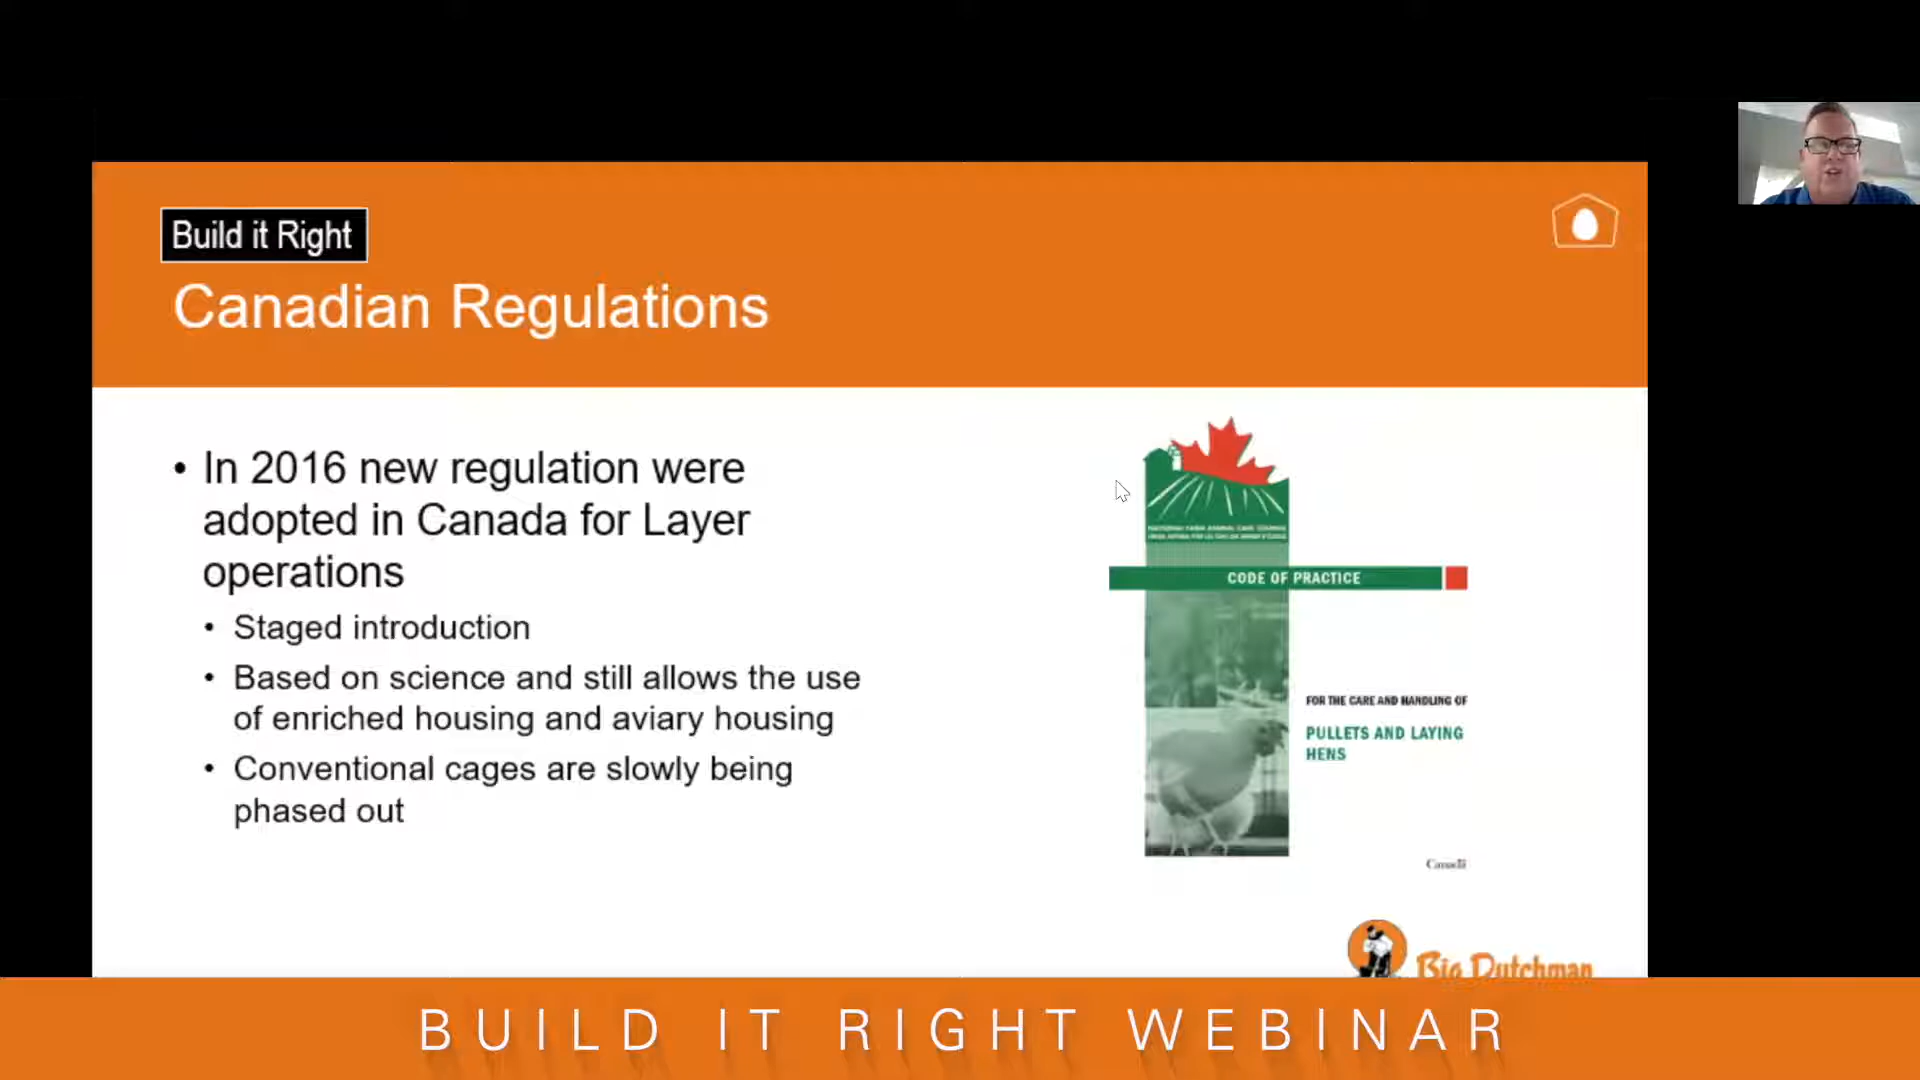 Build it Right
Canadian Regulations
• In 2016 new regulation were
adopted in Canada for Layer
operations
• Staged introduction
• Based on science and still allows the use
of enriched housing and aviary housing
• Conventional cages are slowly being
phased out
CODE OF PRACTICE
FOR THE CARE AND HANDLING OF
PULLETS AND LAYING
HENS
Canada
Big Dutchman
BUILD IT RIGHT WEBINAR